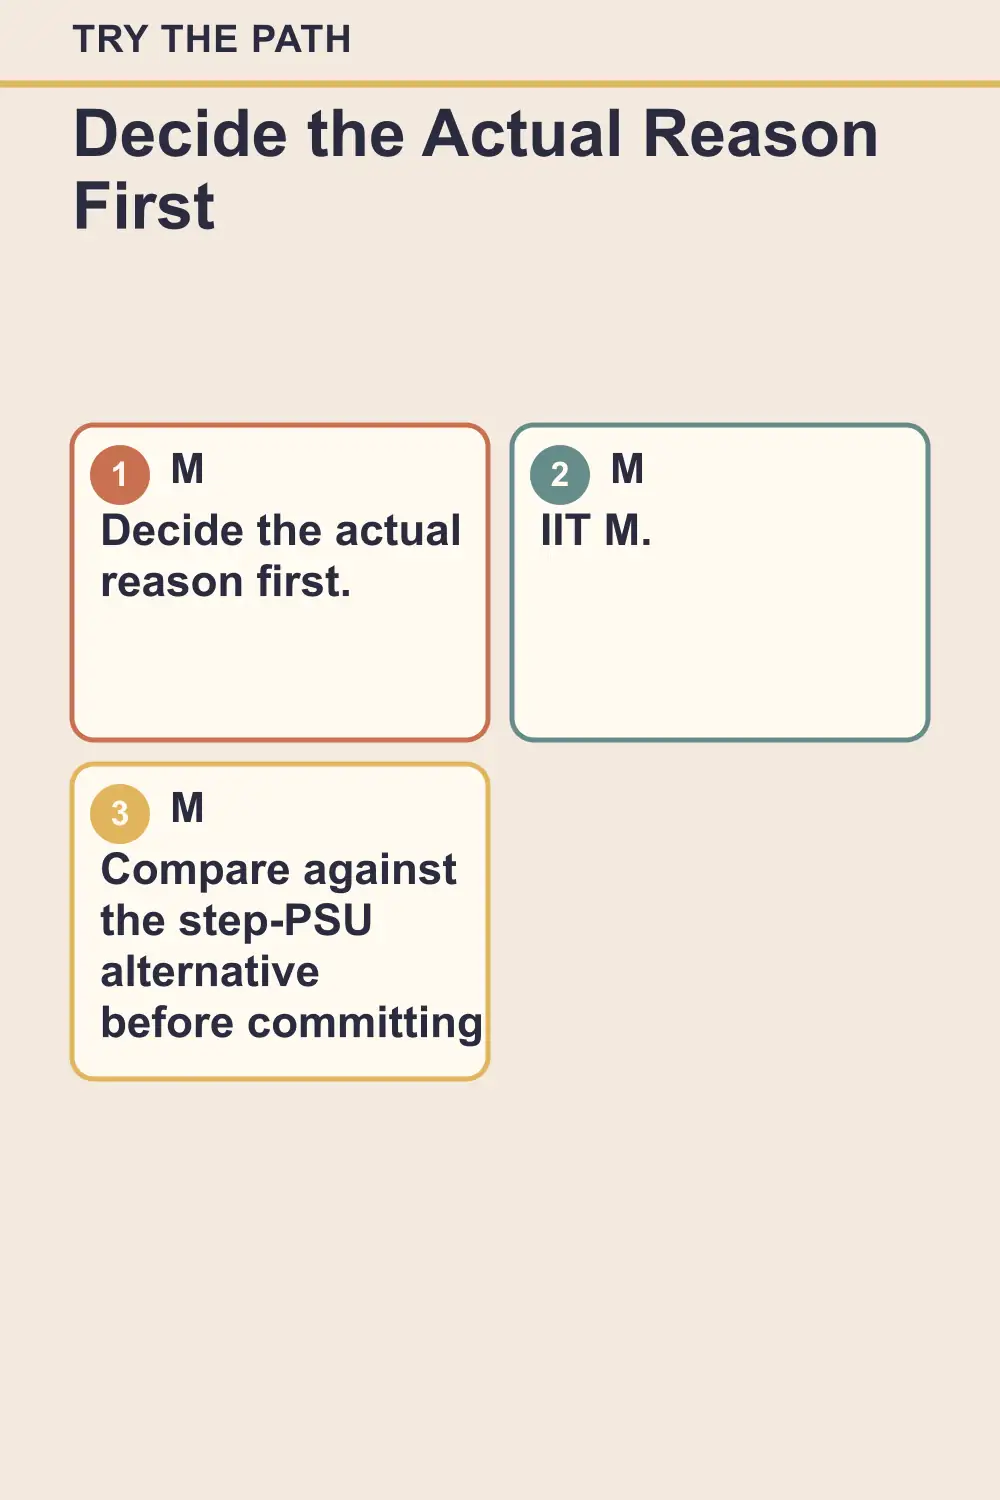 TRY THE PATH
Decide the Actual Reason
First
1 M
Decide the actual
reason first.
2 M
IIT M.
3 M
Compare against
the step-PSU
alternative
before committing